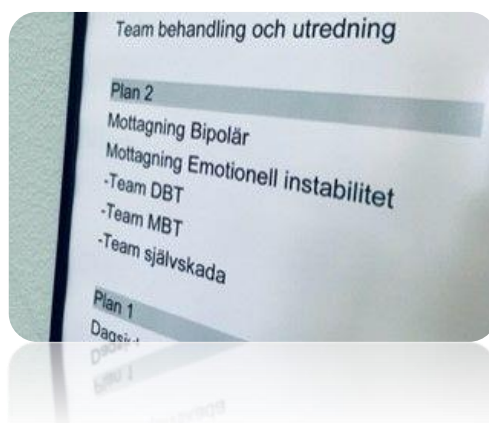 Team behandling och utredning
Plan 2
Mottagning Bipolär
Mottagning Emotionell instabilitet
-Team DBT
-Team MBT
-Team självskada
Plan 1